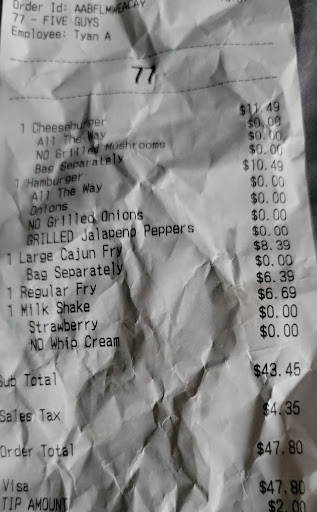 Order Id: AABFLMWEACAY
77 - FIVE GUYS
Employee: Tyan A
77
1 Cheeseburger $11.49
All The Way $0.00
NO Grilled Mushrooms $0.00
Bag Separately $0.00
1 Hamburger $10.49
All The Way $0.00
Onions $0.00
NO Grilled Onions $0.00
GRILLED Jalapeno Peppers $0.00
1 Large Cajun Fry $8.39
Bag Separately $0.00
1 Regular Fry $6.39
1 Milk Shake $6.69
Strawberry $0.00
NO Whip Cream $0.00
Sub Total $43.45
Sales Tax $4.35
Order Total $47.80
Visa $47.80
TIP AMOUNT $2.00